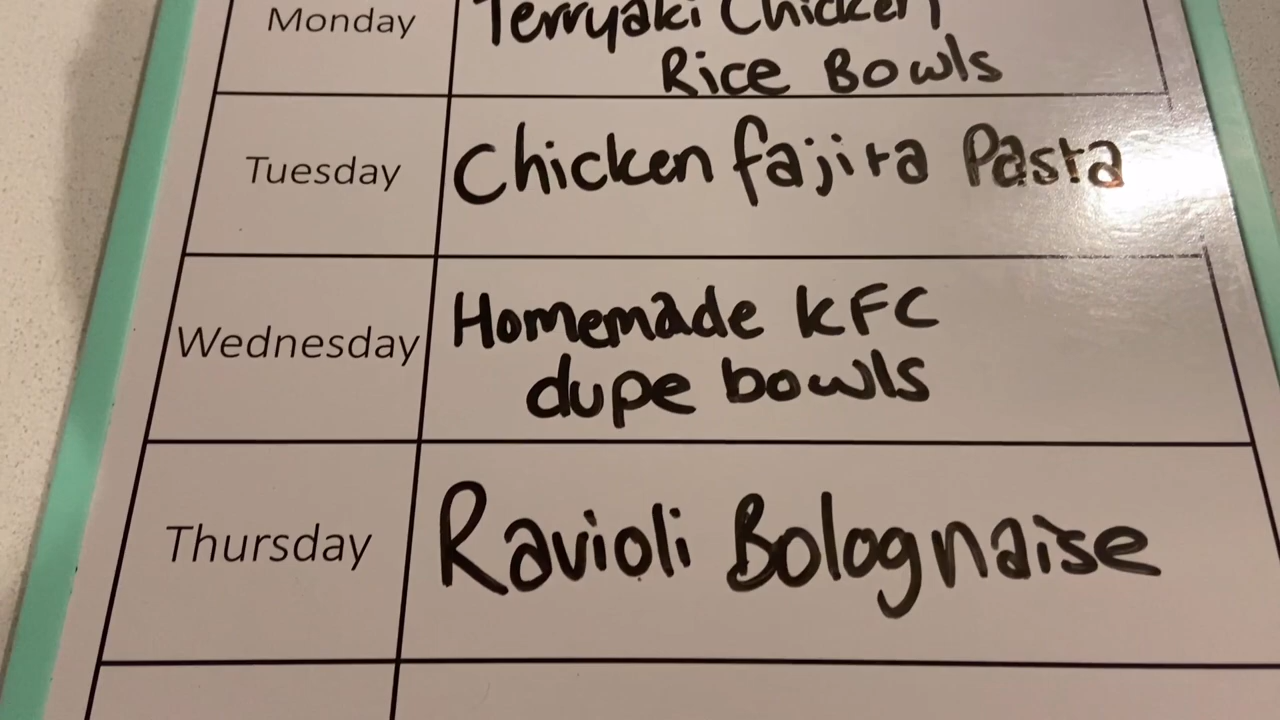 Monday
Terryaki Chicken
Rice Bowls
Tuesday
Chicken fajita Pasta
Wednesday
Homemade KFC
dupe bowls
Thursday
Ravioli Bolognaise